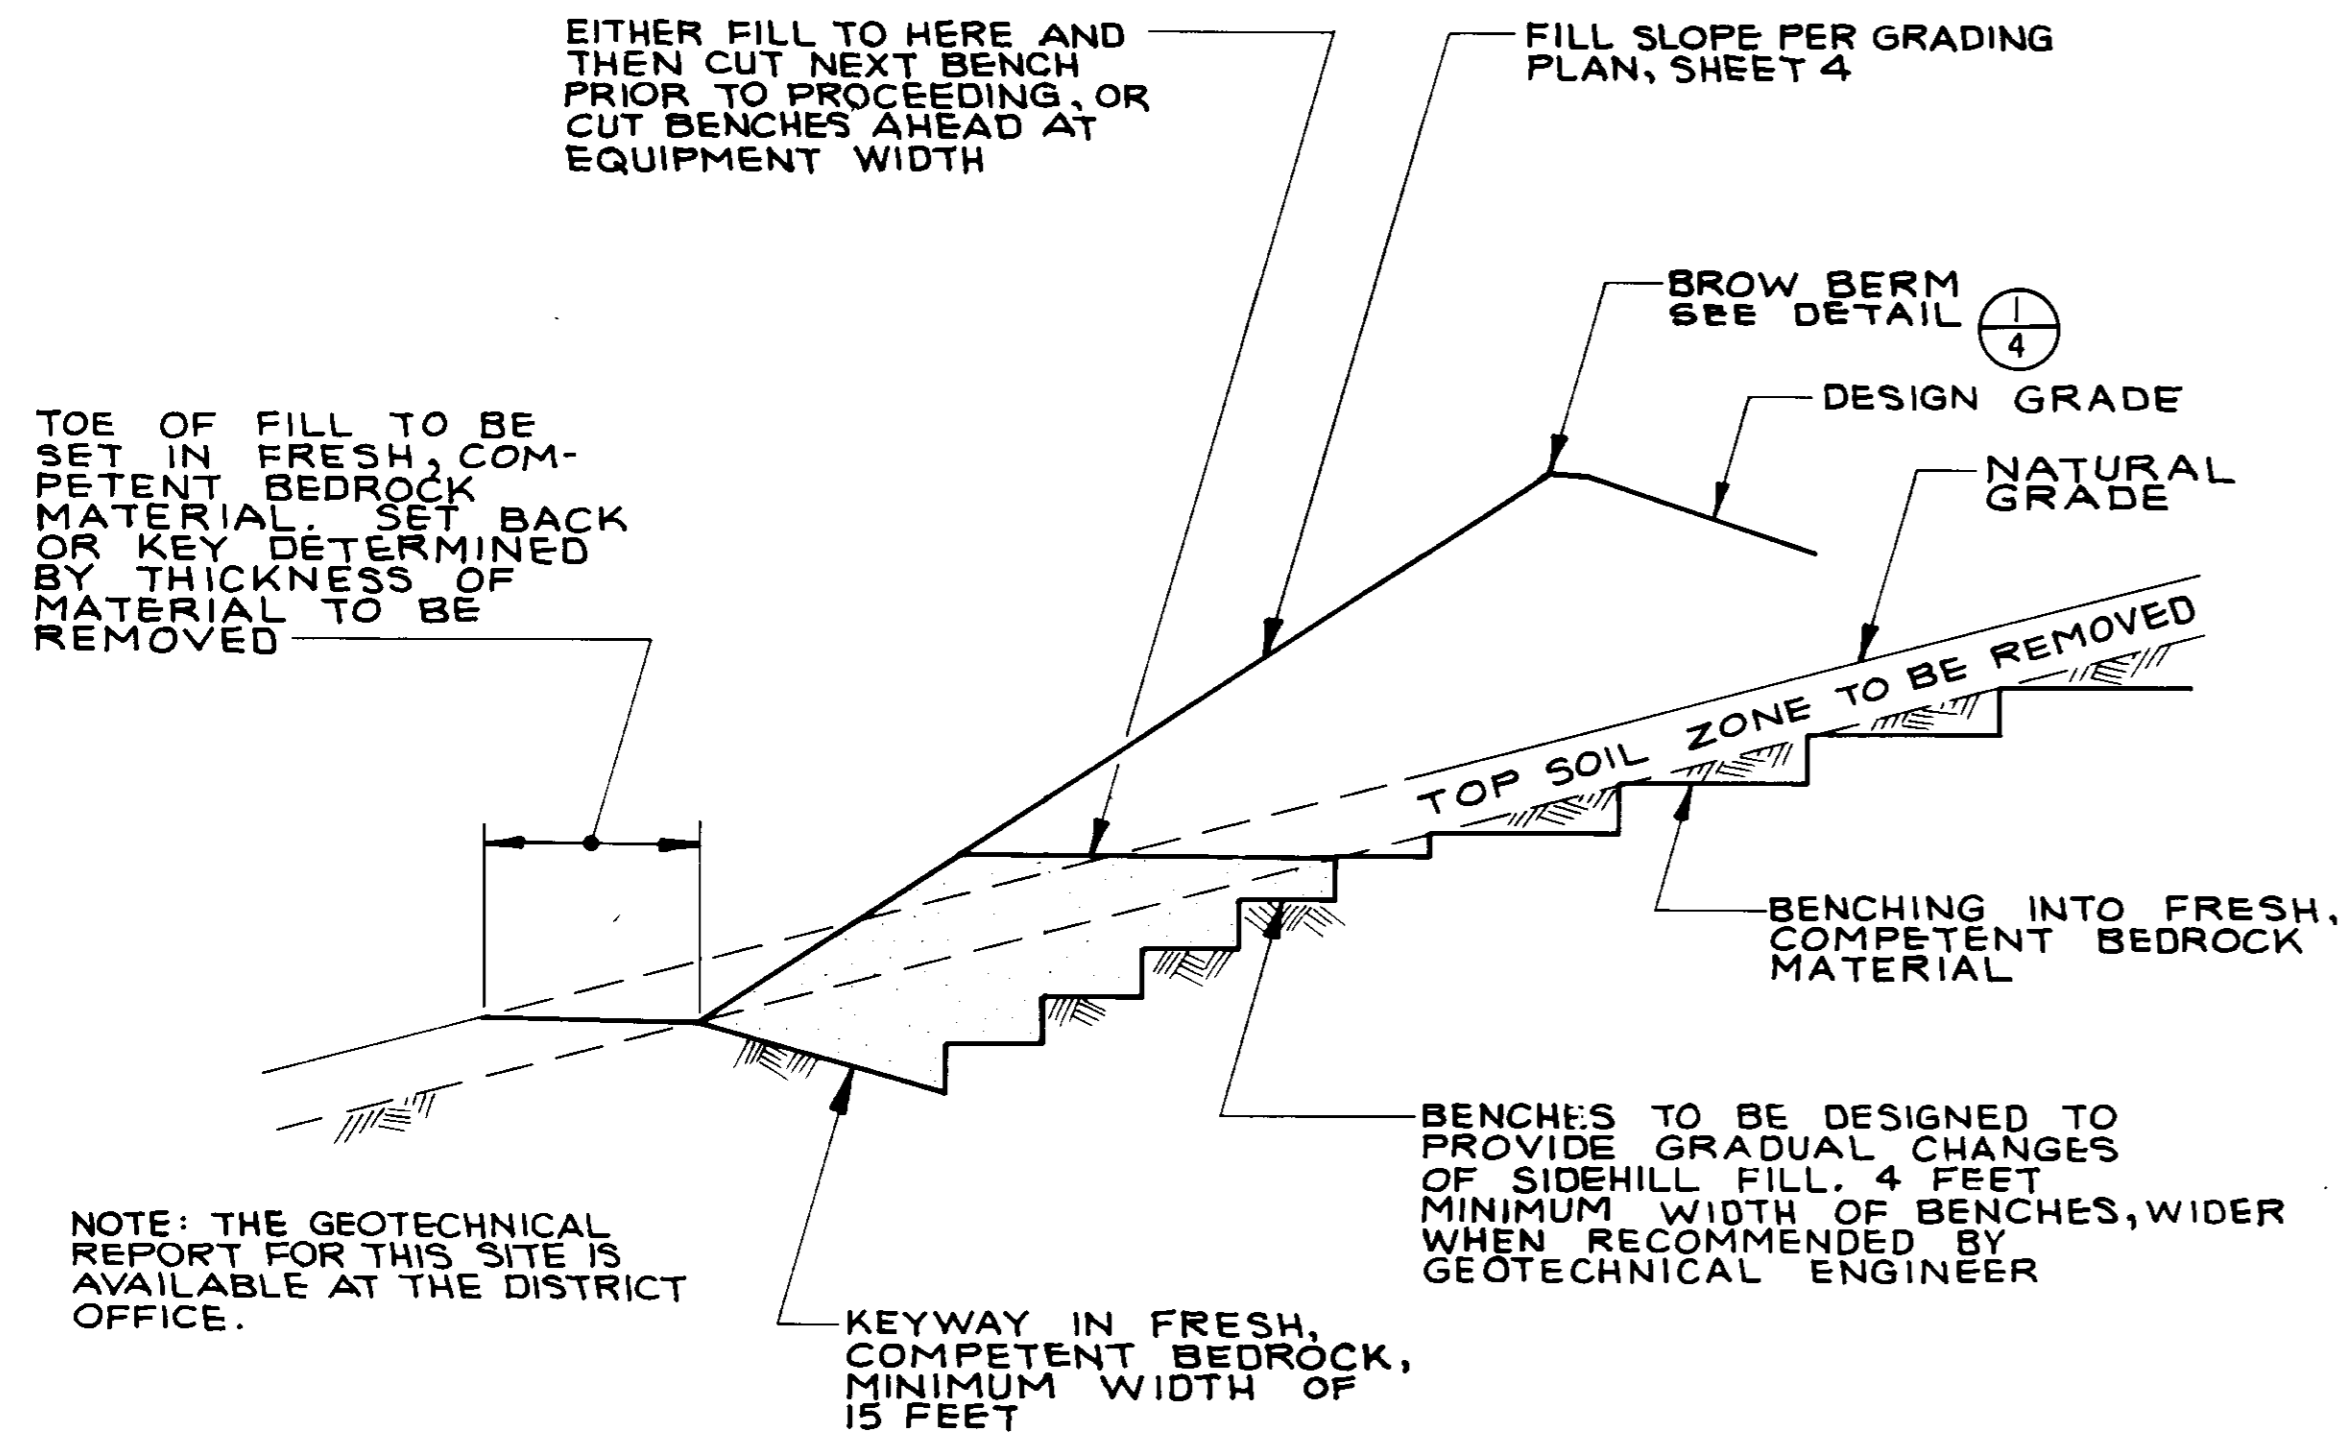 EITHER FILL TO HERE AND
THEN CUT NEXT BENCH
PRIOR TO PROCEEDING, OR
CUT BENCHES AHEAD AT
EQUIPMENT WIDTH
FILL SLOPE PER GRADING
PLAN, SHEET 4
BROW BERM
SEE DETAIL
1
4
DESIGN GRADE
NATURAL
GRADE
TOE OF FILL TO BE
SET IN FRESH, COM-
PETENT BEDROCK
MATERIAL. SET BACK
OR KEY DETERMINED
BY THICKNESS OF
MATERIAL TO BE
REMOVED
TOP SOIL ZONE TO BE REMOVED
BENCHING INTO FRESH,
COMPETENT BEDROCK
MATERIAL
BENCHES TO BE DESIGNED TO
PROVIDE GRADUAL CHANGES
OF SIDEHILL FILL. 4 FEET
MINIMUM WIDTH OF BENCHES, WIDER
WHEN RECOMMENDED BY
GEOTECHNICAL ENGINEER
NOTE: THE GEOTECHNICAL
REPORT FOR THIS SITE IS
AVAILABLE AT THE DISTRICT
OFFICE.
KEYWAY IN FRESH,
COMPETENT BEDROCK,
MINIMUM WIDTH OF
15 FEET